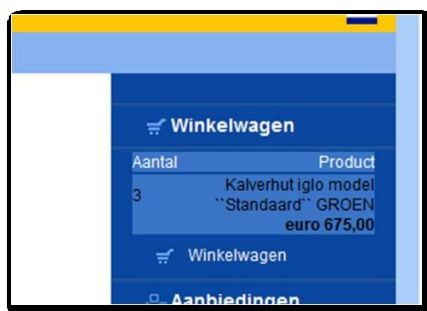 Winkelwagen
Aantal Product
3 Kalverhut iglo model
``Standaard`` GROEN
euro 675,00
Winkelwagen
Aanbiedingen